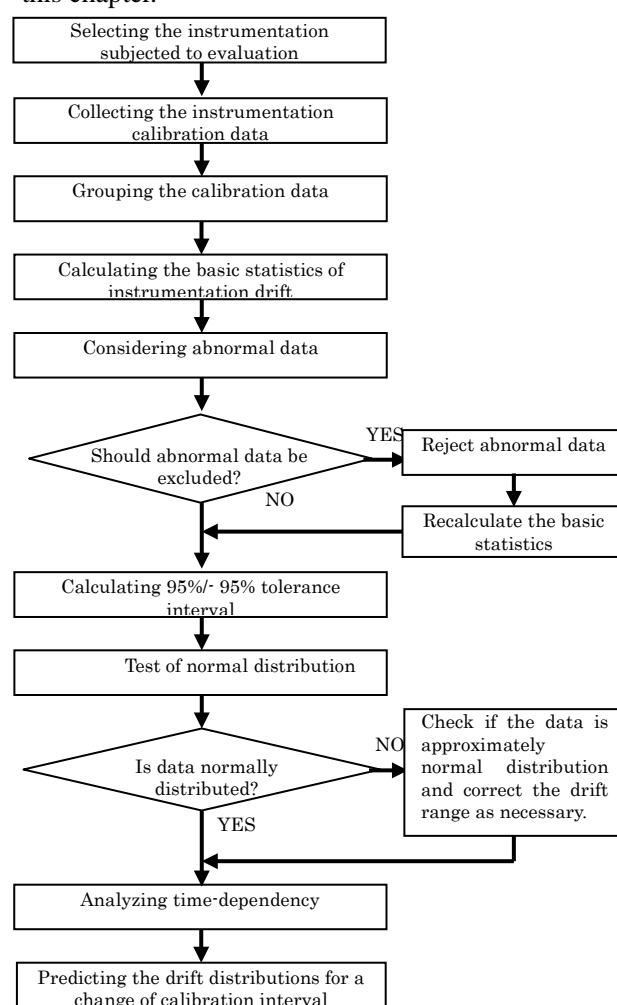 this chapter.
Selecting the instrumentation
subjected to evaluation
Collecting the instrumentation
calibration data
Grouping the calibration data
Calculating the basic statistics of
instrumentation drift
Considering abnormal data
Should abnormal data be
excluded?
YES
Reject abnormal data
NO
Recalculate the basic
statistics
Calculating 95%/- 95% tolerance
interval
Test of normal distribution
Is data normally
distributed?
NO
Check if the data is
approximately
normal distribution
and correct the drift
range as necessary.
YES
Analyzing time-dependency
Predicting the drift distributions for a
change of calibration interval